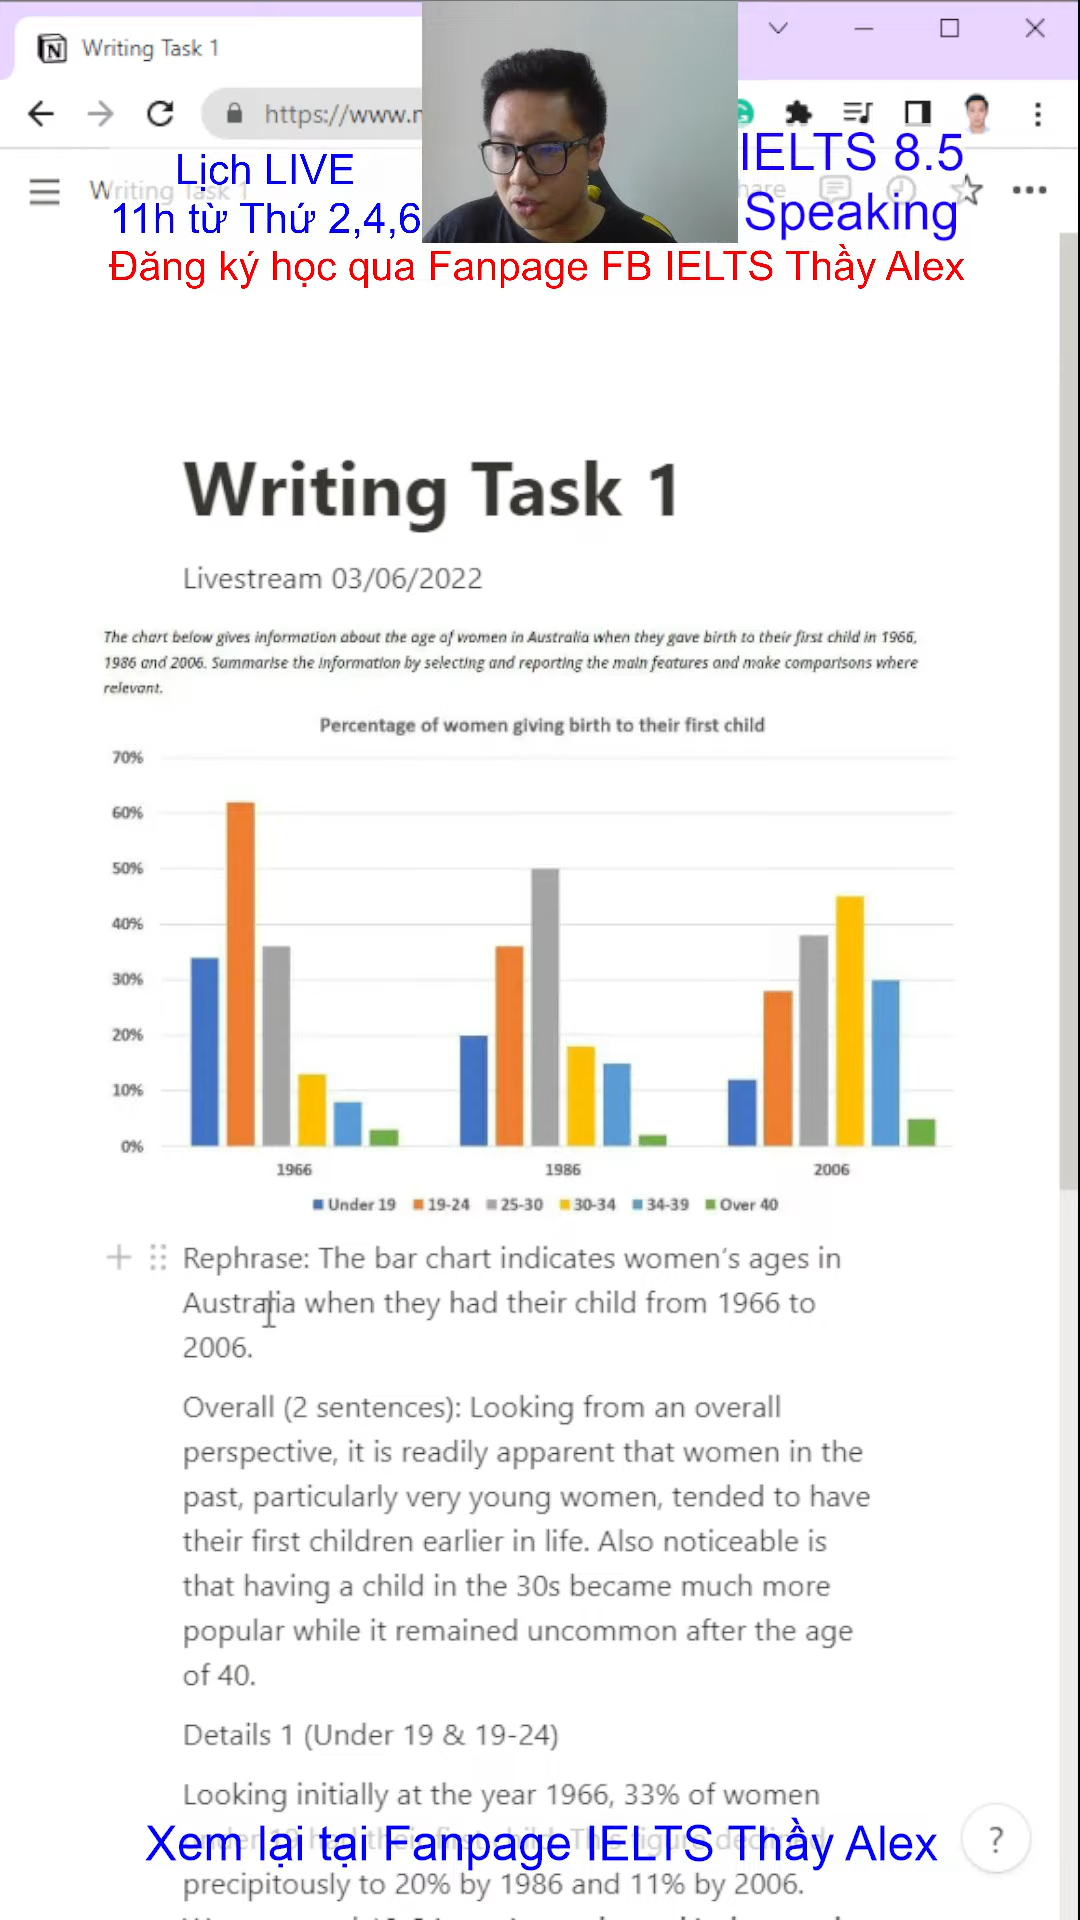 Writing Task 1
https://www.n
Lịch LIVE
Writing Task 1
11h từ Thứ 2,4,6
IELTS 8.5
Speaking
Đăng ký học qua Fanpage FB IELTS Thầy Alex
Writing Task 1
Livestream 03/06/2022
The chart below gives information about the age of women in Australia when they gave birth to their first child in 1966,
1986 and 2006. Summarise the information by selecting and reporting the main features and make comparisons where
relevant.
Percentage of women giving birth to their first child
70%
60%
50%
40%
30%
20%
10%
0%
1966 1986 2006
Under 19 19-24 25-30 30-34 34-39 Over 40
Rephrase: The bar chart indicates women's ages in
Australia when they had their child from 1966 to
2006.
Overall (2 sentences): Looking from an overall
perspective, it is readily apparent that women in the
past, particularly very young women, tended to have
their first children earlier in life. Also noticeable is
that having a child in the 30s became much more
popular while it remained uncommon after the age
of 40.
Details 1 (Under 19 & 19-24)
Looking initially at the year 1966, 33% of women
Xem lại tại Fanpage IELTS Thầy Alex
precipitously to 20% by 1986 and 11% by 2006.